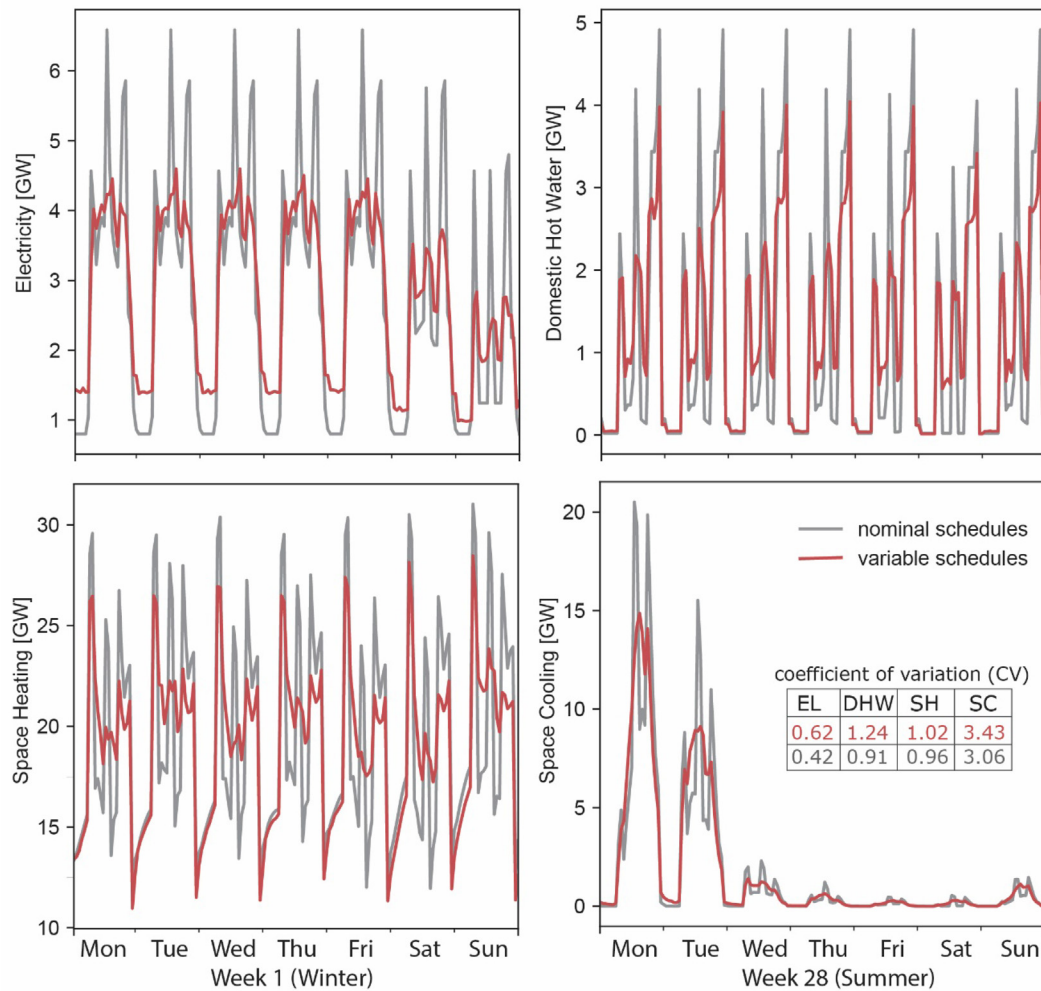 Electricity [GW]
6
5
4
3
2
1
Domestic Hot Water [GW]
5
4
3
2
1
0
Space Heating [GW]
30
25
20
15
10
Mon Tue Wed Thu Fri Sat Sun
Week 1 (Winter)
Space Cooling [GW]
20
15
10
5
0
nominal schedules
variable schedules
coefficient of variation (CV)
EL DHW SH SC
0.62 1.24 1.02 3.43
0.42 0.91 0.96 3.06
Mon Tue Wed Thu Fri Sat Sun
Week 28 (Summer)